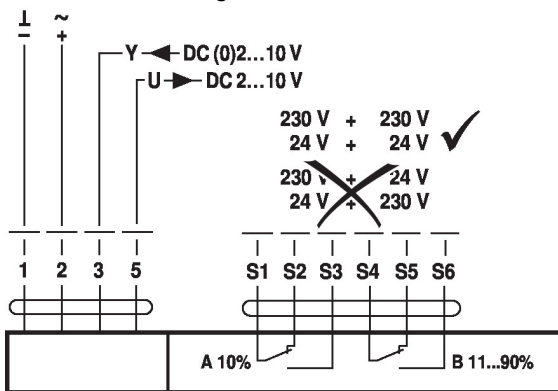 ⊥ ~
− +
Y DC (0)2...10 V
U DC 2...10 V
230 V + 230 V
24 V + 24 V
230 V + 24 V
24 V + 230 V
1 2 3 5 S1 S2 S3 S4 S5 S6
A 10% B 11...90%